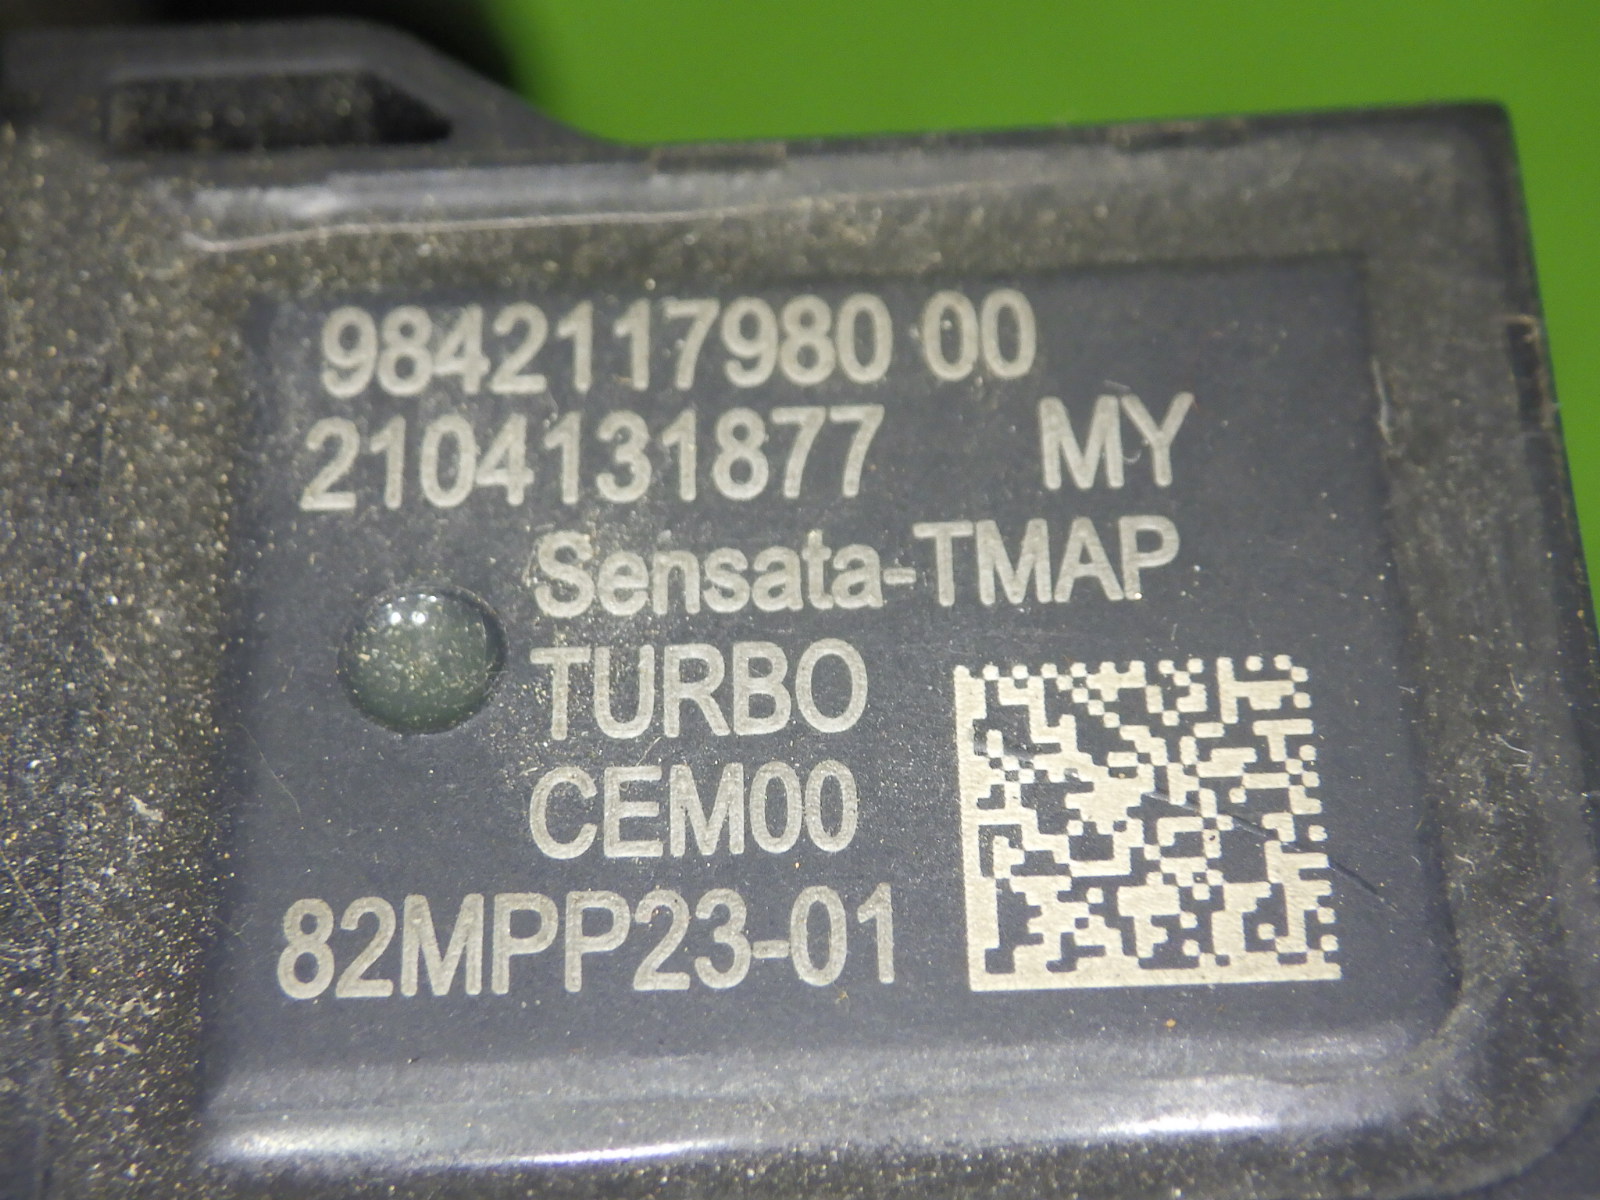 9842117980 00
2104131877 MY
Sensata-TMAP
TURBO
CEM00
82MPP23-01